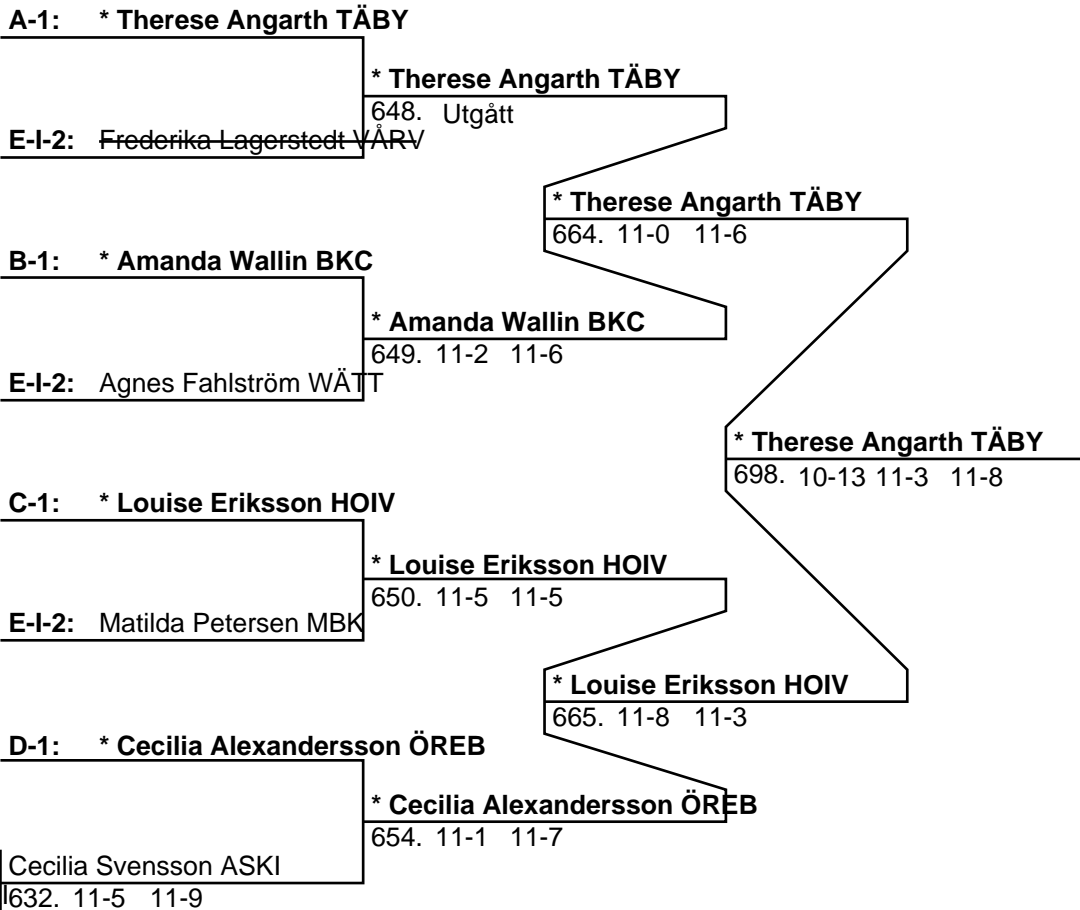 A-1: * Therese Angarth TÄBY
* Therese Angarth TÄBY
648. Utgått
E-I-2: Frederika Lagerstedt VÅRV
* Therese Angarth TÄBY
664. 11-0 11-6
B-1: * Amanda Wallin BKC
* Amanda Wallin BKC
649. 11-2 11-6
E-I-2: Agnes Fahlström WÄTT
* Therese Angarth TÄBY
698. 10-13 11-3 11-8
C-1: * Louise Eriksson HOIV
* Louise Eriksson HOIV
650. 11-5 11-5
E-I-2: Matilda Petersen MBK
* Louise Eriksson HOIV
665. 11-8 11-3
D-1: * Cecilia Alexandersson ÖREB
* Cecilia Alexandersson ÖREB
654. 11-1 11-7
Cecilia Svensson ASKI
632. 11-5 11-9